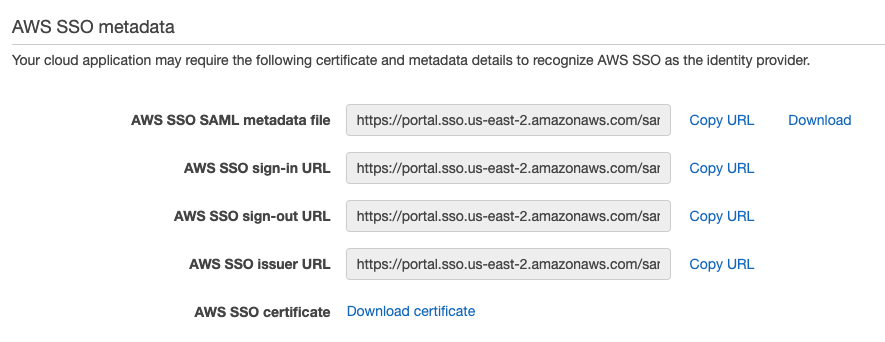 AWS SSO metadata
Your cloud application may require the following certificate and metadata details to recognize AWS SSO as the identity provider.
AWS SSO SAML metadata file https://portal.sso.us-east-2.amazonaws.com/sar Copy URL Download
AWS SSO sign-in URL https://portal.sso.us-east-2.amazonaws.com/sar Copy URL
AWS SSO sign-out URL https://portal.sso.us-east-2.amazonaws.com/sar Copy URL
AWS SSO issuer URL https://portal.sso.us-east-2.amazonaws.com/sar Copy URL
AWS SSO certificate Download certificate